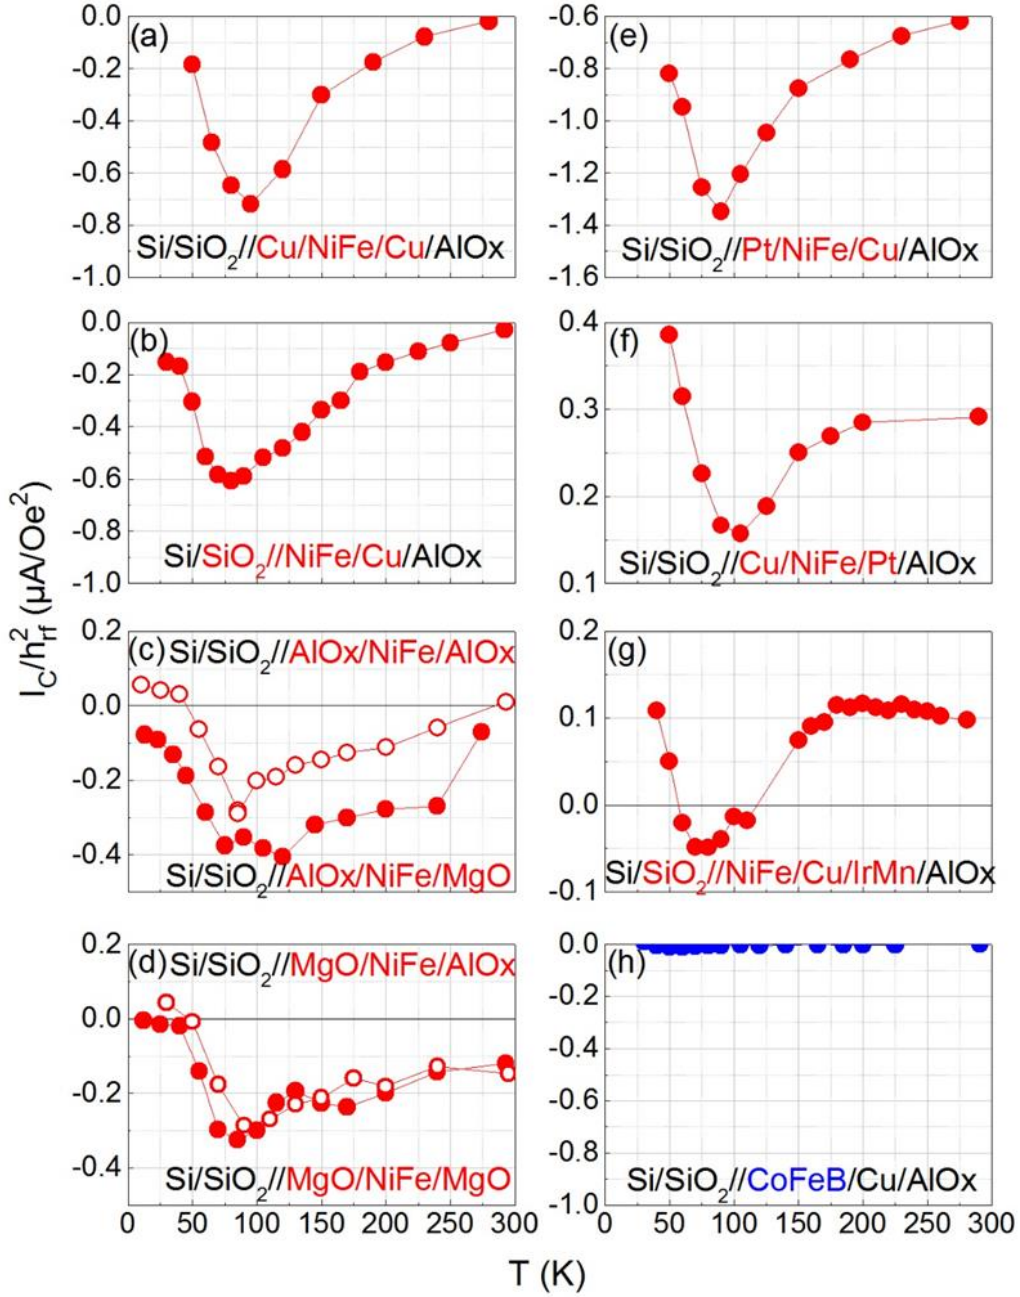 I_C/h_rf^2 (μA/Oe^2)
(a)
0.0
-0.2
-0.4
-0.6
-0.8
-1.0
Si/SiO2//Cu/NiFe/Cu/AlOx
(b)
0.0
-0.2
-0.4
-0.6
-0.8
-1.0
Si/SiO2//NiFe/Cu/AlOx
(c) Si/SiO2//AlOx/NiFe/AlOx
0.2
0.0
-0.2
-0.4
Si/SiO2//AlOx/NiFe/MgO
(d) Si/SiO2//MgO/NiFe/AlOx
0.2
0.0
-0.2
-0.4
Si/SiO2//MgO/NiFe/MgO
0 50 100 150 200 250 300
(e)
-0.6
-0.8
-1.0
-1.2
-1.4
-1.6
Si/SiO2//Pt/NiFe/Cu/AlOx
(f)
0.4
0.3
0.2
0.1
Si/SiO2//Cu/NiFe/Pt/AlOx
(g)
0.2
0.1
0.0
-0.1
Si/SiO2//NiFe/Cu/IrMn/AlOx
(h)
0.0
-0.2
-0.4
-0.6
-0.8
-1.0
Si/SiO2//CoFeB/Cu/AlOx
0 50 100 150 200 250 300
T (K)